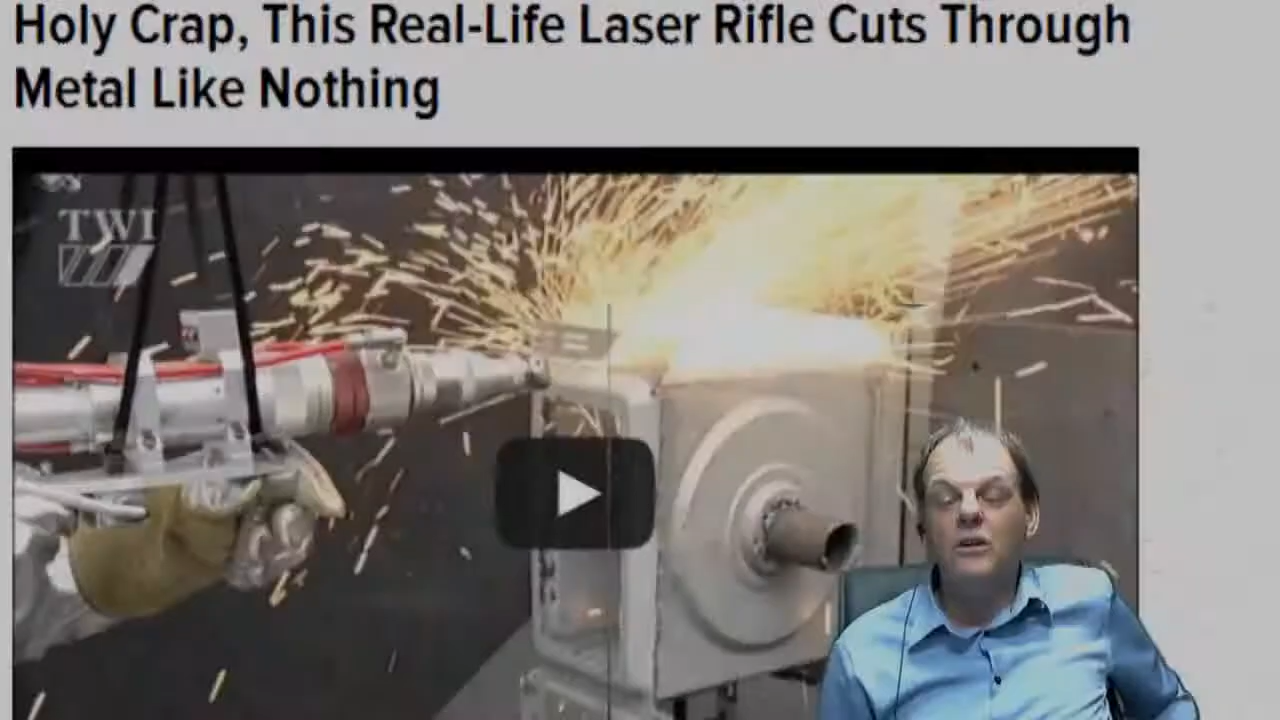 Holy Crap, This Real-Life Laser Rifle Cuts Through
Metal Like Nothing
TWI